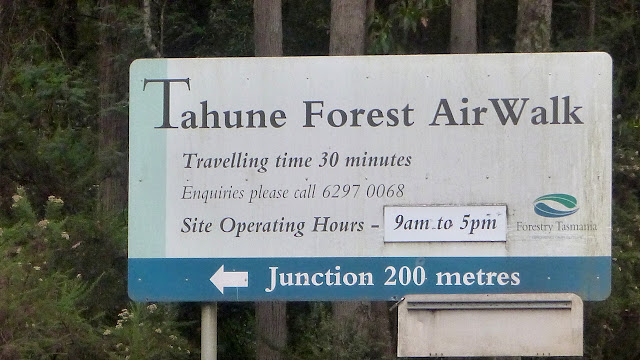 Tahune Forest AirWalk
Travelling time 30 minutes
Enquiries please call 6297 0068
Site Operating Hours – 9am to 5pm
Forestry Tasmania
Junction 200 metres